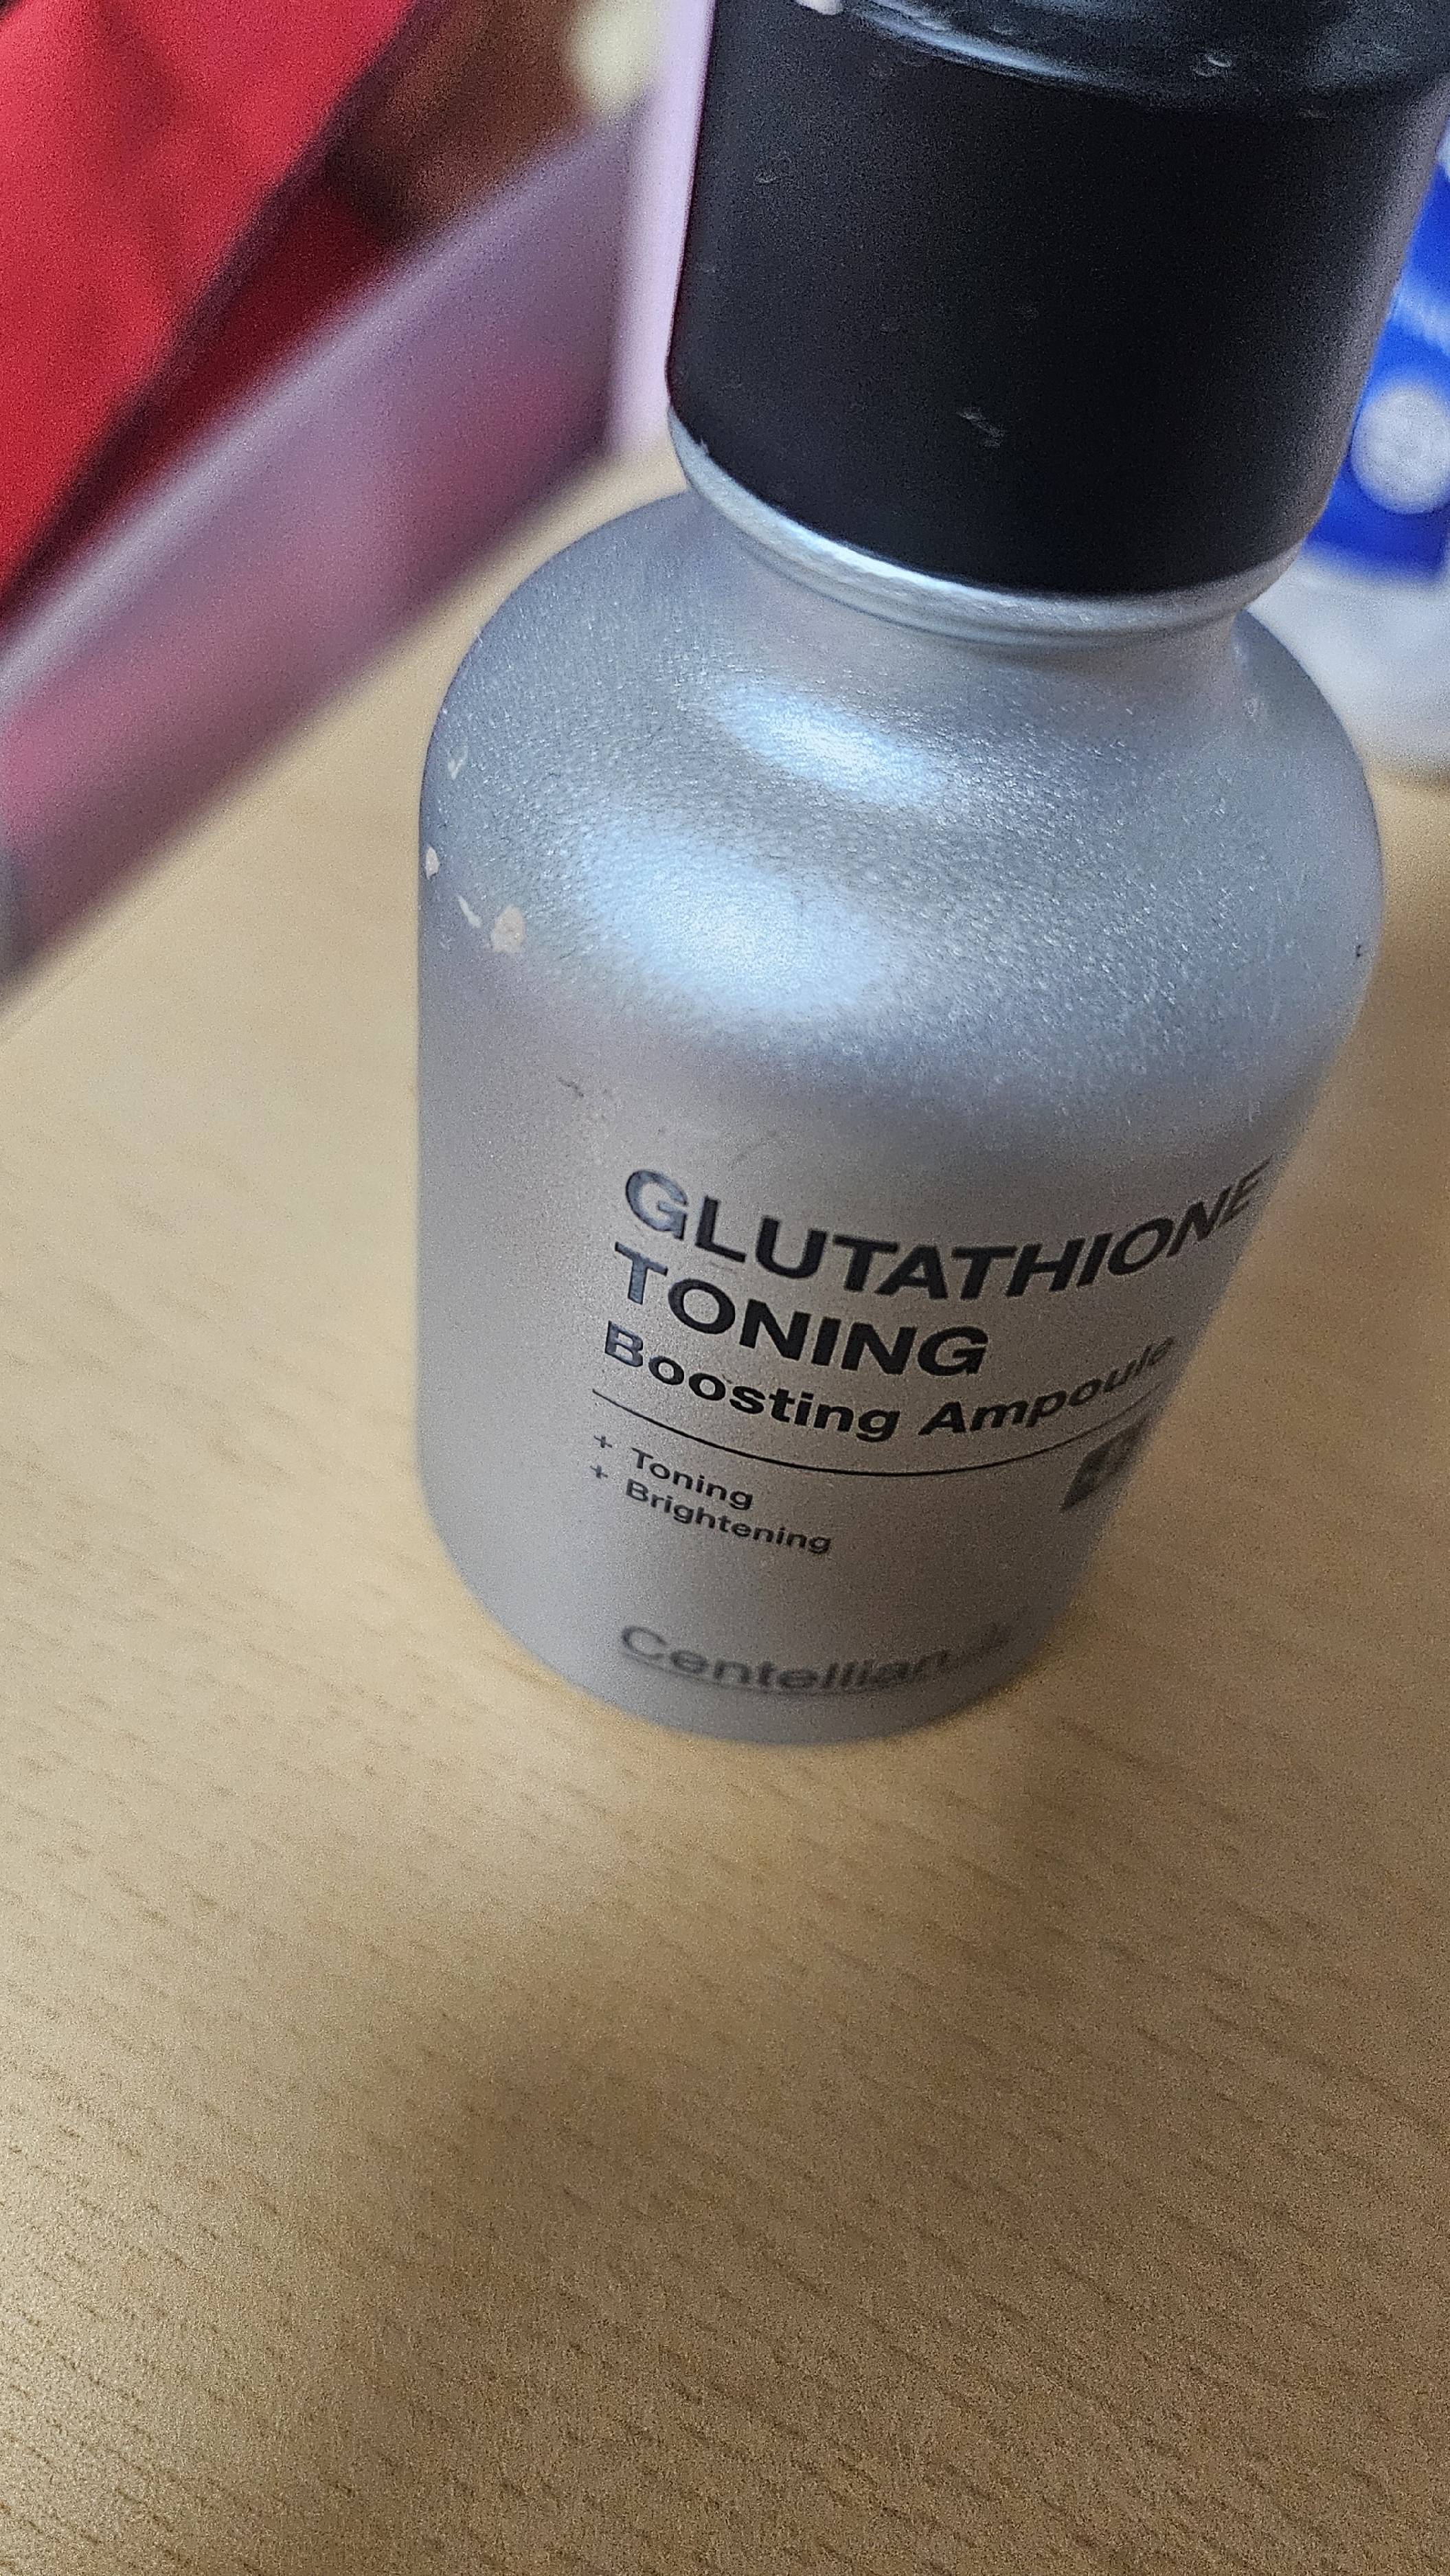 GLUTATHIONE
TONING
Boosting Ampoule
+ Toning
+ Brightening
Centellian